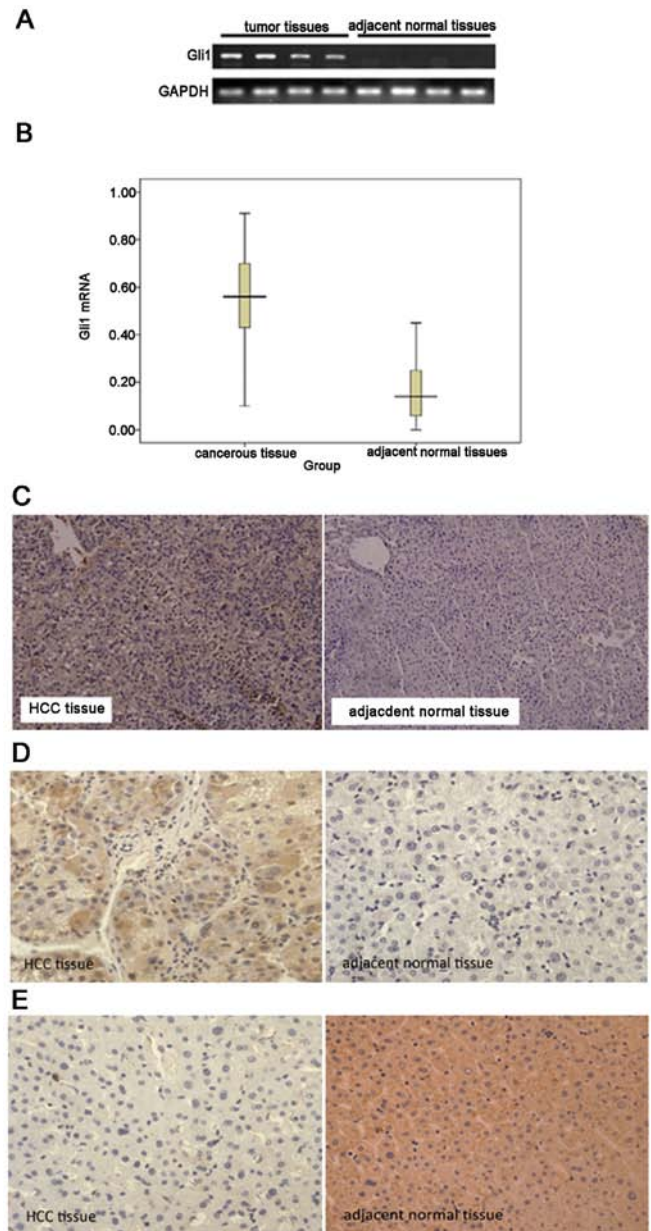 A
tumor tissues adjacent normal tissues
Gli1
GAPDH
B
1.00
0.80
0.60
0.40
0.20
0.00
Gli1 mRNA
cancerous tissue adjacent normal tissues
Group
C
HCC tissue adjacdent normal tissue
D
HCC tissue adjacent normal tissue
E
HCC tissue adjacent normal tissue